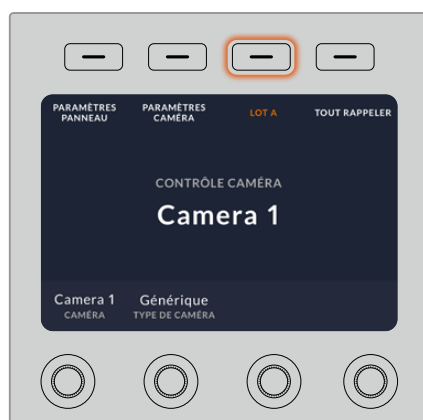 PARAMÈTRES PANNEAU
PARAMÈTRES CAMÉRA
LOT A
TOUT RAPPELER
CONTRÔLE CAMÉRA
Camera 1
Camera 1
CAMÉRA
Générique
TYPE DE CAMÉRA